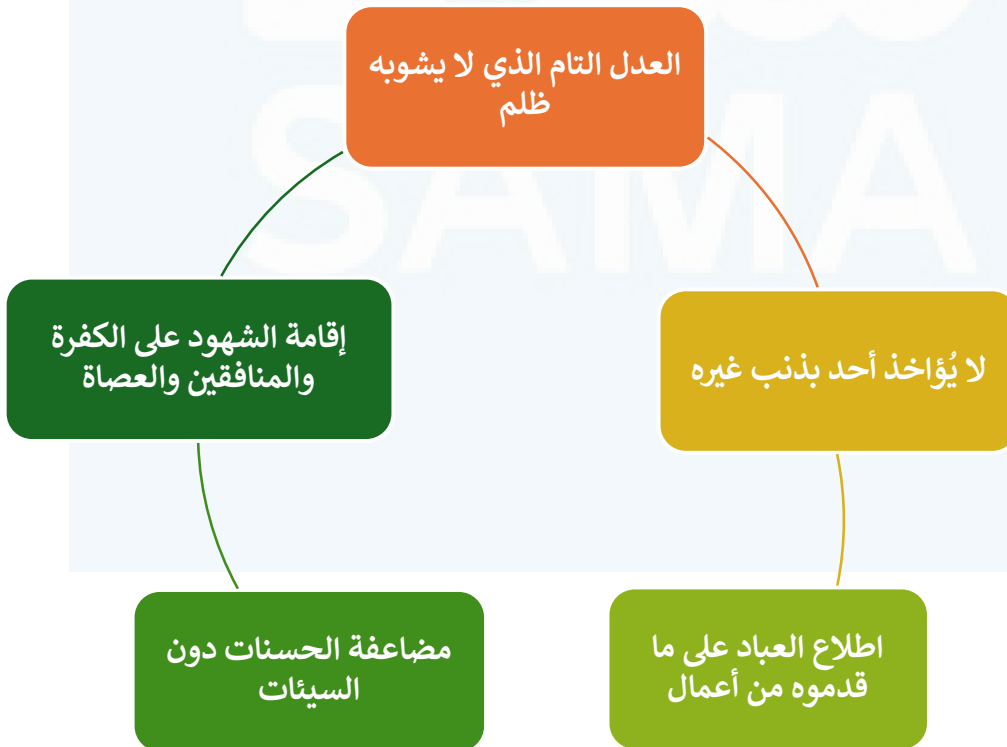 العدل التام الذي لا يشوبه
ظلم
لا يُؤاخذ أحد بذنب غيره
اطلاع العباد على ما
قدموه من أعمال
مضاعفة الحسنات دون
السيئات
إقامة الشهود على الكفرة
والمنافقين والعصاة
SAMA